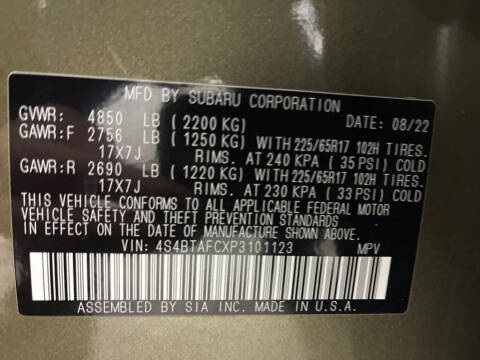 MFD BY SUBARU CORPORATION
GVWR: 4850 LB (2200 KG) DATE: 08/22
GAWR:F 2756 LB (1250 KG) WITH 225/65R17 102H TIRES.
17X7J RIMS. AT 240 KPA (35 PSI) COLD
GAWR:R 2690 LB (1220 KG) WITH 225/65R17 102H TIRES.
17X7J RIMS. AT 230 KPA (33 PSI) COLD
THIS VEHICLE CONFORMS TO ALL APPLICABLE FEDERAL MOTOR
VEHICLE SAFETY AND THEFT PREVENTION STANDARDS
IN EFFECT ON THE DATE OF MANUFACTURE SHOWN ABOVE.
VIN: 4S4BTAFCXP3101123 MPV
ASSEMBLED BY SIA INC. MADE IN U.S.A.